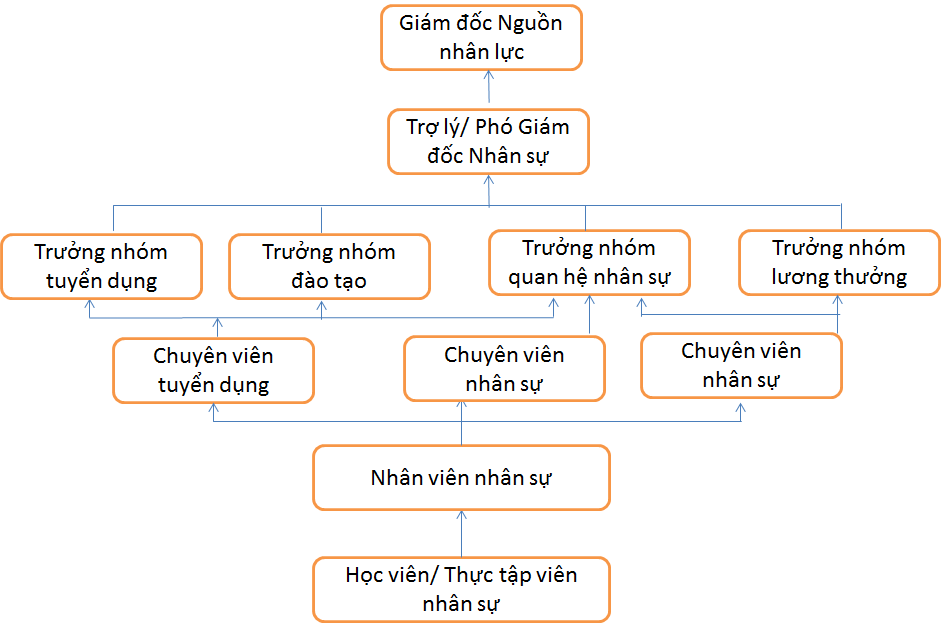 Giám đốc Nguồn
nhân lực
Trợ lý/ Phó Giám
đốc Nhân sự
Trưởng nhóm
tuyển dụng
Trưởng nhóm
đào tạo
Trưởng nhóm
quan hệ nhân sự
Trưởng nhóm
lương thưởng
Chuyên viên
tuyển dụng
Chuyên viên
nhân sự
Chuyên viên
nhân sự
Nhân viên nhân sự
Học viên/ Thực tập viên
nhân sự